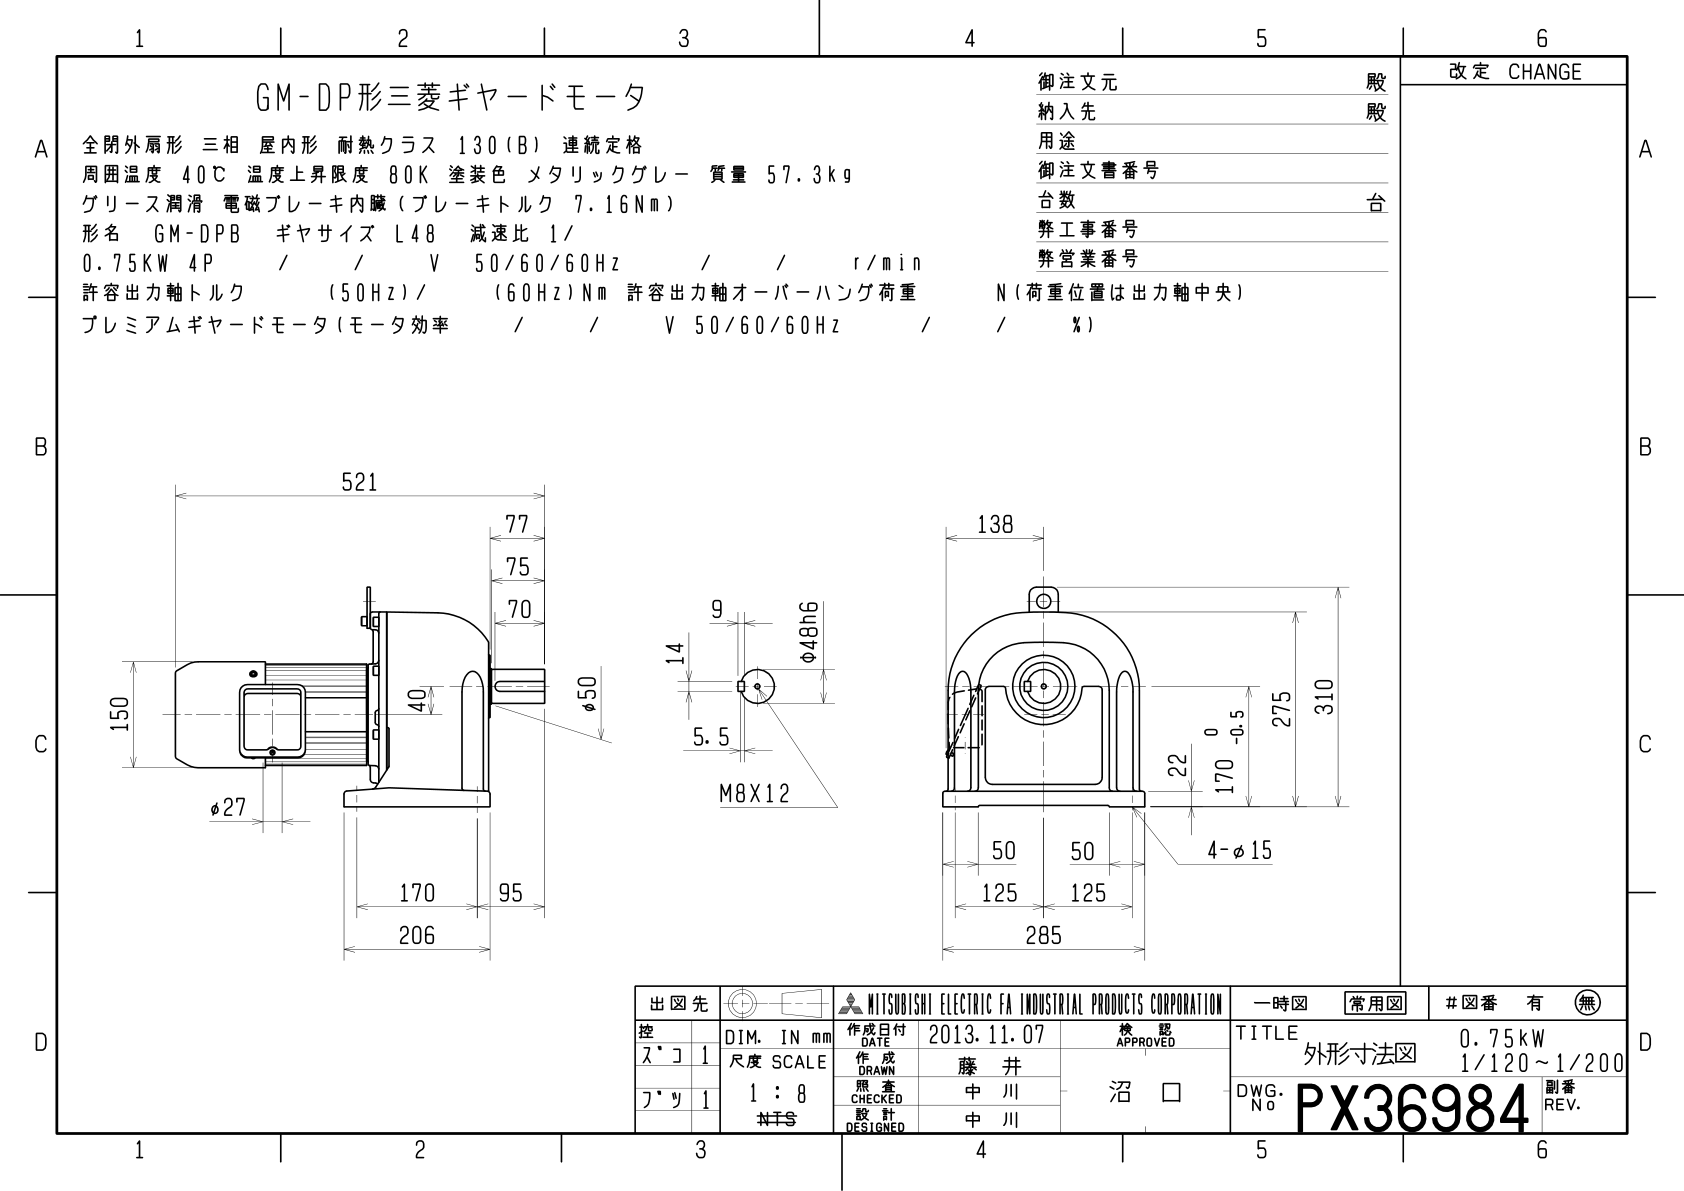 1 2 3 4 5 6
改定 CHANGE
GM-DP形三菱ギヤードモータ
全閉外扇形 三相 屋内形 耐熱クラス 130(B) 連続定格
周囲温度 40℃ 温度上昇限度 80K 塗装色 メタリックグレー 質量 57.3kg
グリース潤滑 電磁ブレーキ内臓(ブレーキトルク 7.16Nm)
形名 GM-DPB ギヤサイズ L48 減速比 1/
0.75KW 4P / / V 50/60/60Hz / / r/min
許容出力軸トルク (50Hz)/ (60Hz)Nm 許容出力軸オーバーハング荷重 N(荷重位置は出力軸中央)
プレミアムギヤードモータ(モータ効率 / / V 50/60/60Hz / / %)
御注文元 殿
納入先 殿
用途
御注文書番号
台数 台
弊工事番号
弊営業番号
A A
B B
C C
D D
521
77
75
70
150
40
φ50
φ27
170 95
206
9
14
Φ48h6
5.5
M8X12
138
310
275
170 0 -0.5
22
50 50
4-φ15
125 125
285
出図先
控
ズコ 1
ブツ 1
DIM. IN mm
尺度 SCALE
1 : 8
NTS
MITSUBISHI ELECTRIC FA INDUSTRIAL PRODUCTS CORPORATION
作成日付 DATE 2013.11.07
作成 DRAWN 藤井
照査 CHECKED 中川
設計 DESIGNED 中川
検認 APPROVED
沼口
一時図 常用図
#図番 有 無
TITLE
外形寸法図
0.75kW
1/120~1/200
DWG. No
PX36984
副番 REV.
1 2 3 4 5 6